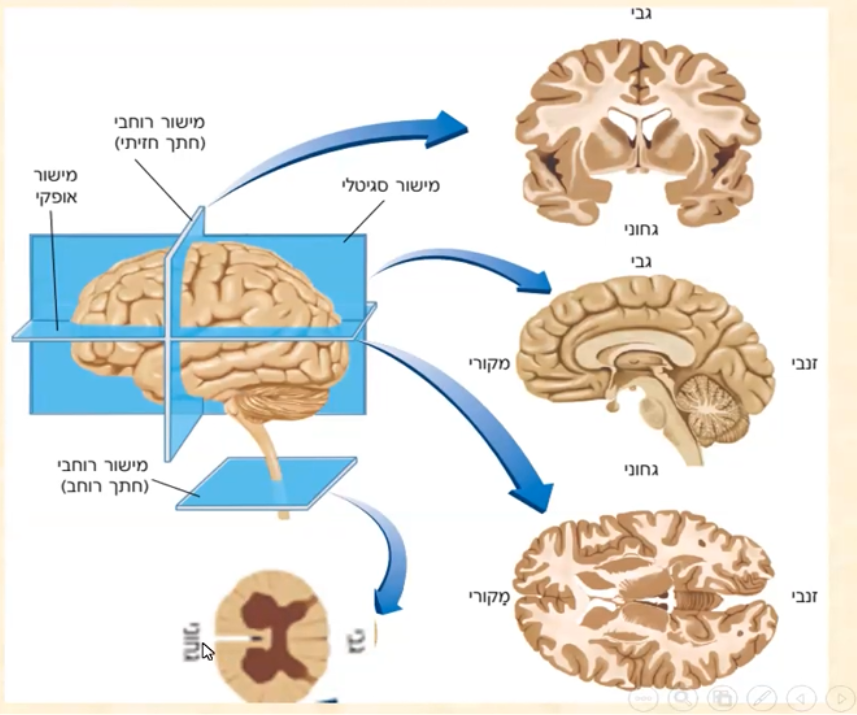 גבי
מישור רוחבי
(חתך חזיתי)
מישור
אופקי
מישור סגיטלי
גחוני
גבי
מקורי
זנבי
מישור רוחבי
(חתך רוחב)
גחוני
מָקורי
זנבי
גחוני
גבי